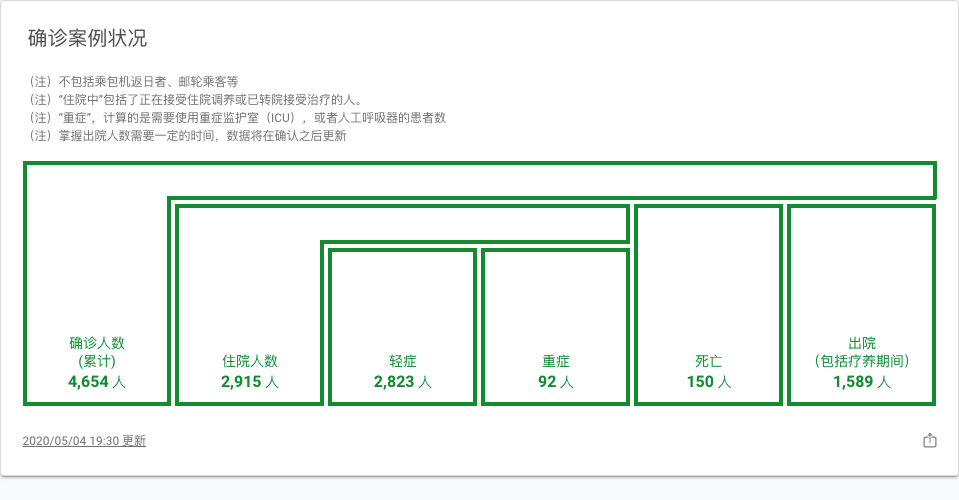 确诊案例状况
（注）不包括乘包机返日者、邮轮乘客等
（注）“住院中”包括了正在接受住院调养或已转院接受治疗的人。
（注）“重症”，计算的是需要使用重症监护室（ICU），或者人工呼吸器的患者数
（注）掌握出院人数需要一定的时间，数据将在确认之后更新
确诊人数
(累计)
4,654 人
住院人数
2,915 人
轻症
2,823 人
重症
92 人
死亡
150 人
出院
（包括疗养期间）
1,589 人
2020/05/04 19:30 更新